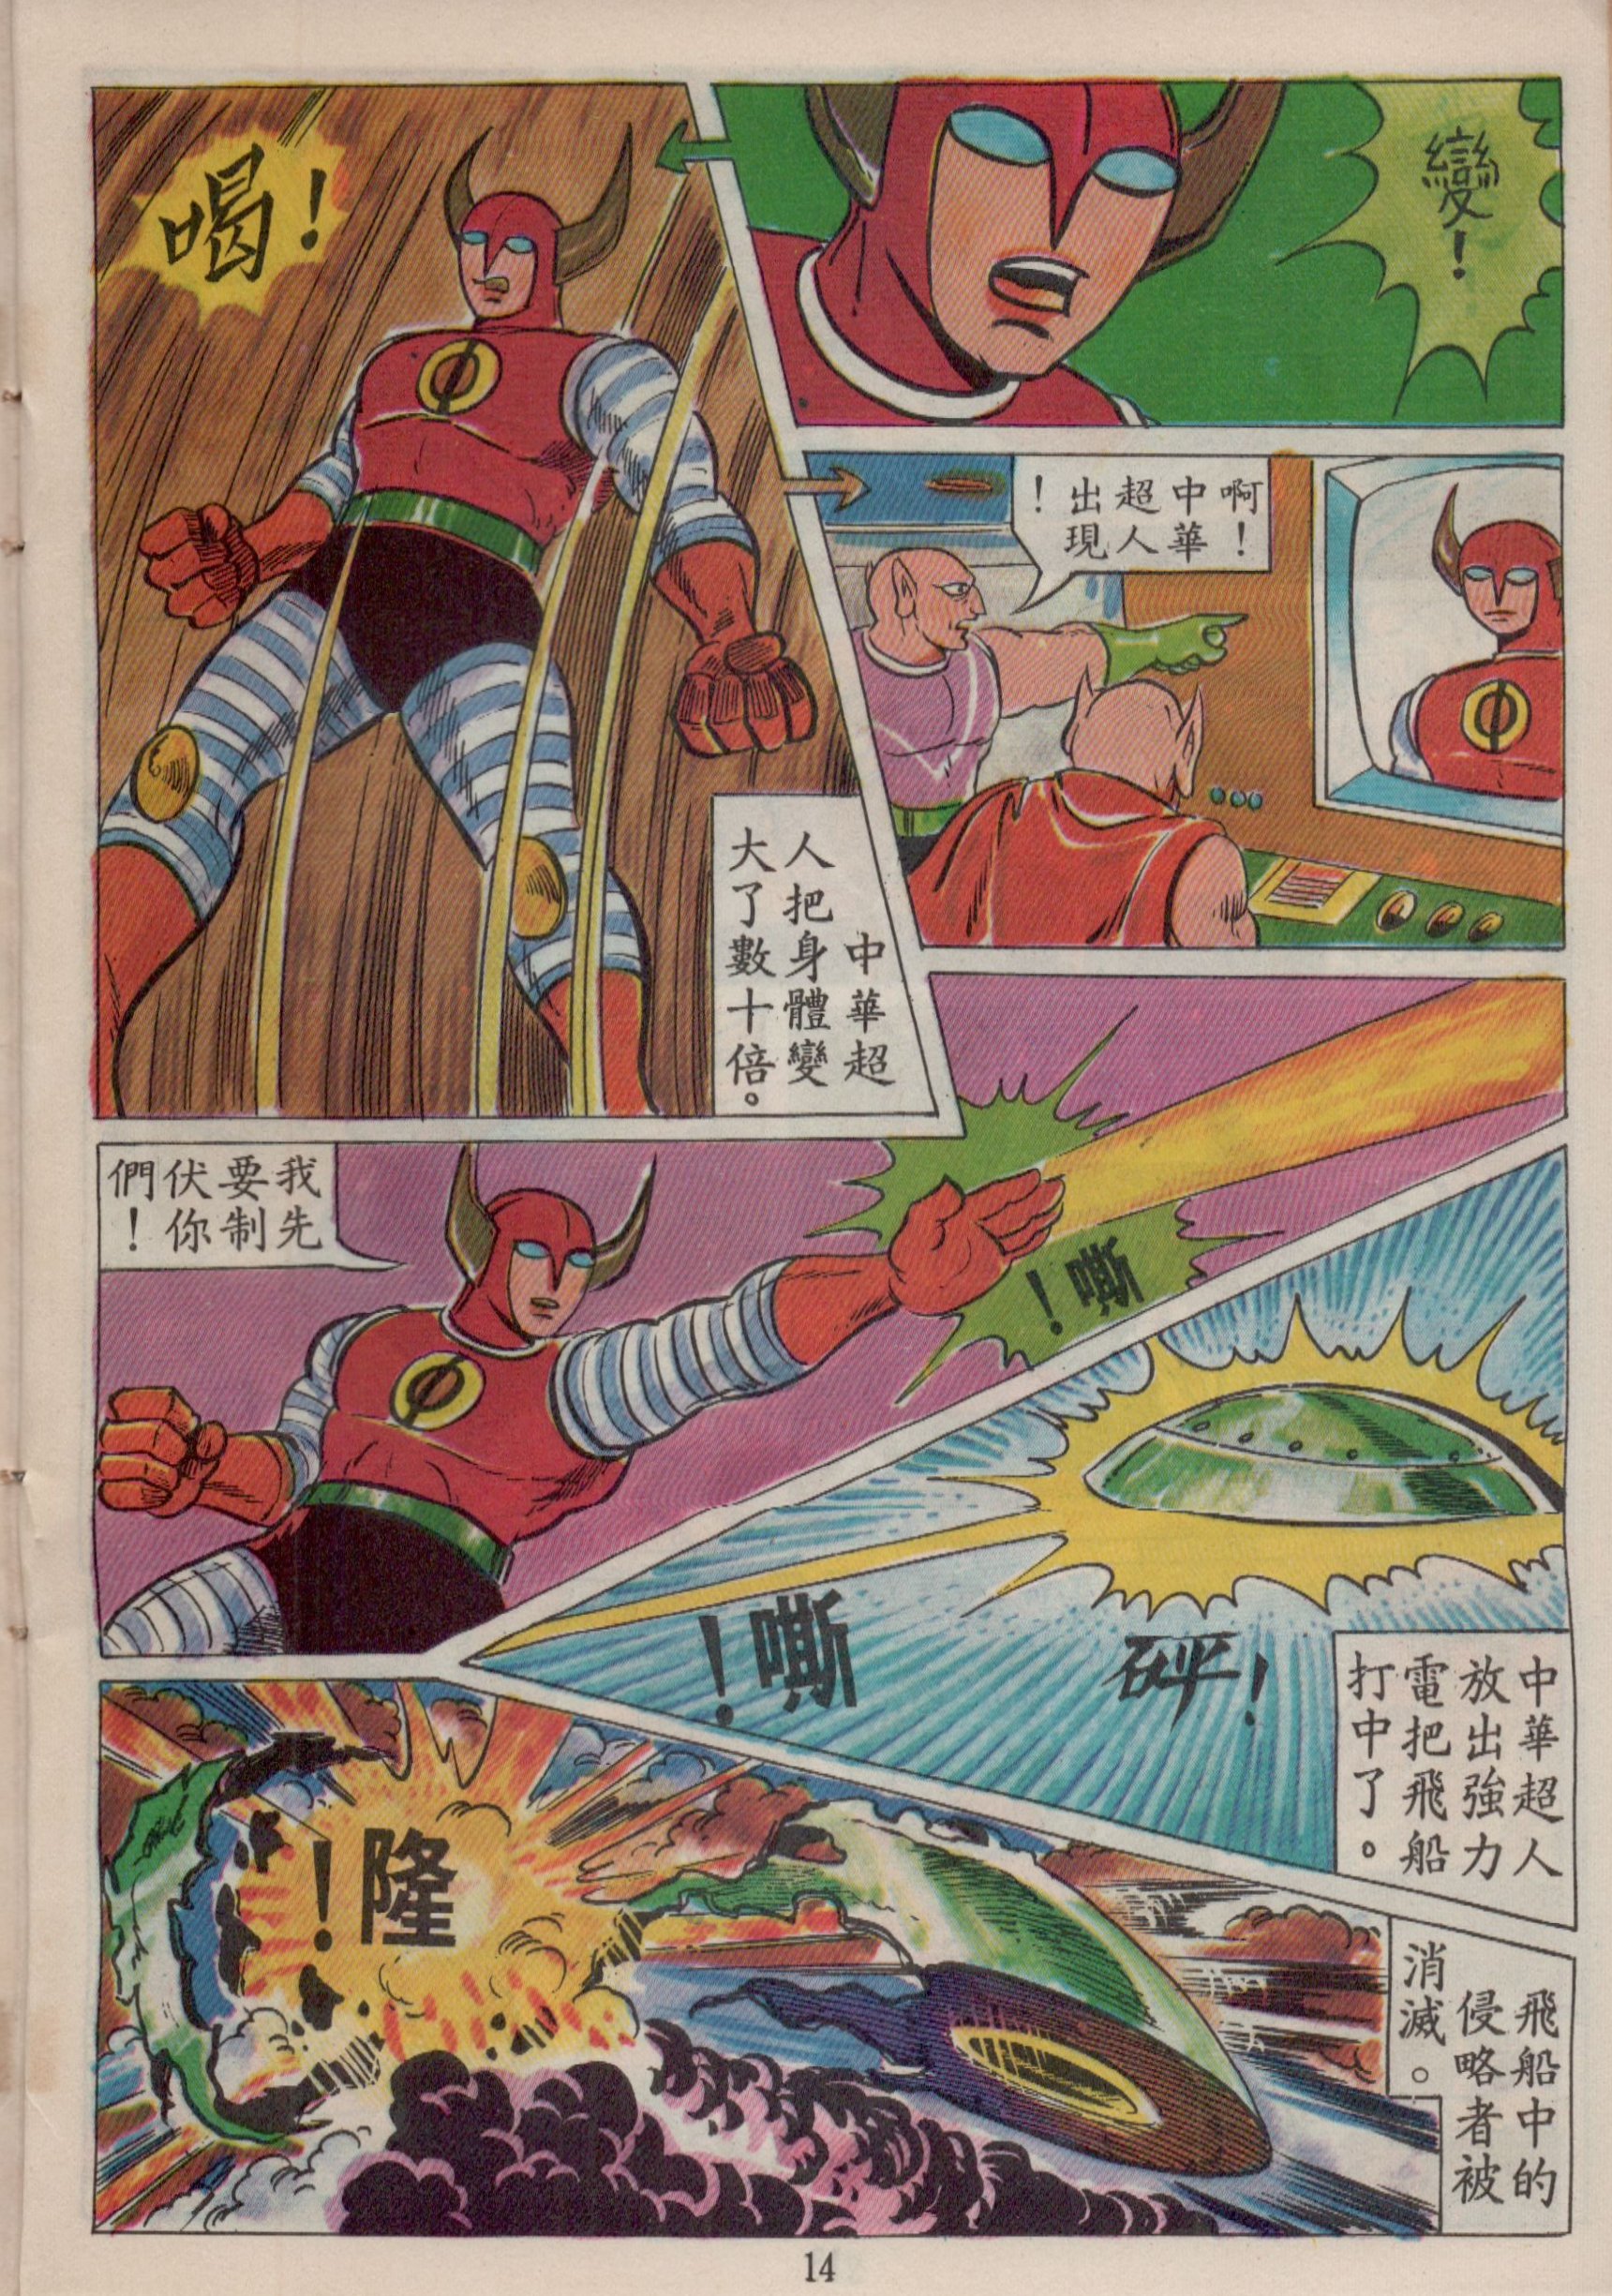 變！
喝！
中華超
人把身體變
大了數十倍。
啊！
中華
超人
出現
！
我先
要制
伏你
們！
嘶！
中華超人
放出強力
電把飛船
打中了。
砰！
嘶！
飛船中的
侵略者被
消滅。
隆！
14